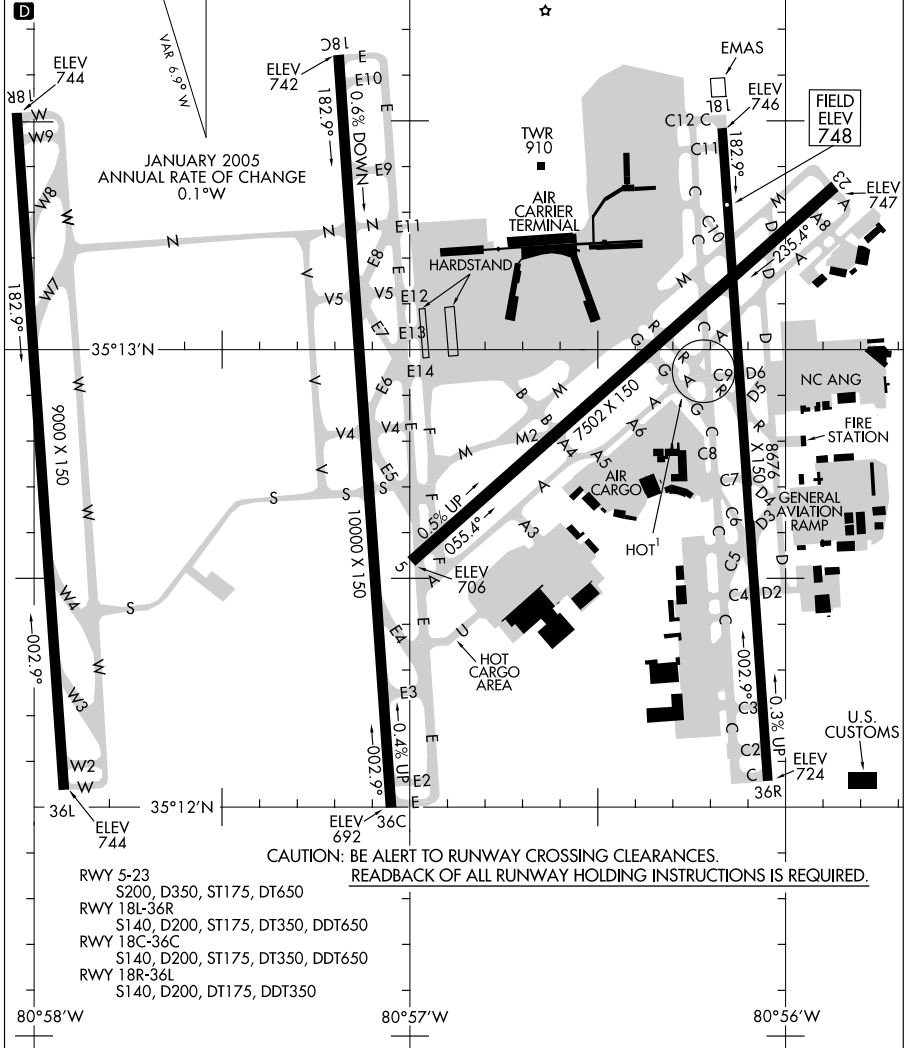 D
VAR 6.9° W
JANUARY 2005
ANNUAL RATE OF CHANGE
0.1°W
ELEV
744
18R
W
W9
W8
W
W7
182.9°
9000 X 150
W
W
W4
W
W3
W2
W
36L
ELEV
744
N
N
N
V
V5
V5
V
V4
V4
V
S
S
S
S
S
ELEV
742
18C
E
E10
E
0.6% DOWN
182.9°
E9
E11
E8
E
E12
E7
E13
E14
E6
E
F
E5
F
10000 X 150
E4
E
E3
E
0.4% UP
002.9°
E2
E
36C
ELEV
692
002.9°
TWR
910
AIR
CARRIER
TERMINAL
HARDSTAND
EMAS
18L
ELEV
746
FIELD
ELEV
748
C12 C
C11
182.9°
C
C10
C
M
D
D
A8
A
23
ELEV
747
235.4°
A
M
R
G
G
R
A
C
A
C9
R
D6
D5
D
NC ANG
R
FIRE
STATION
7502 X 150
B
B
M
M
M2
A
A4
A5
A6
G
C
C8
8676
X 150
C7
D4
D3
GENERAL
AVIATION
RAMP
AIR
CARGO
HOT¹
C6
C
C5
D
C4
D2
C
0.5% UP
055.4°
A
A3
5
F
A
ELEV
706
U
HOT
CARGO
AREA
002.9°
C3
0.3% UP
C
C2
C
36R
ELEV
724
U.S.
CUSTOMS
35°13'N
35°12'N
CAUTION: BE ALERT TO RUNWAY CROSSING CLEARANCES.
READBACK OF ALL RUNWAY HOLDING INSTRUCTIONS IS REQUIRED.
RWY 5-23
S200, D350, ST175, DT650
RWY 18L-36R
S140, D200, ST175, DT350, DDT650
RWY 18C-36C
S140, D200, ST175, DT350, DDT650
RWY 18R-36L
S140, D200, DT175, DDT350
80°58'W
80°57'W
80°56'W